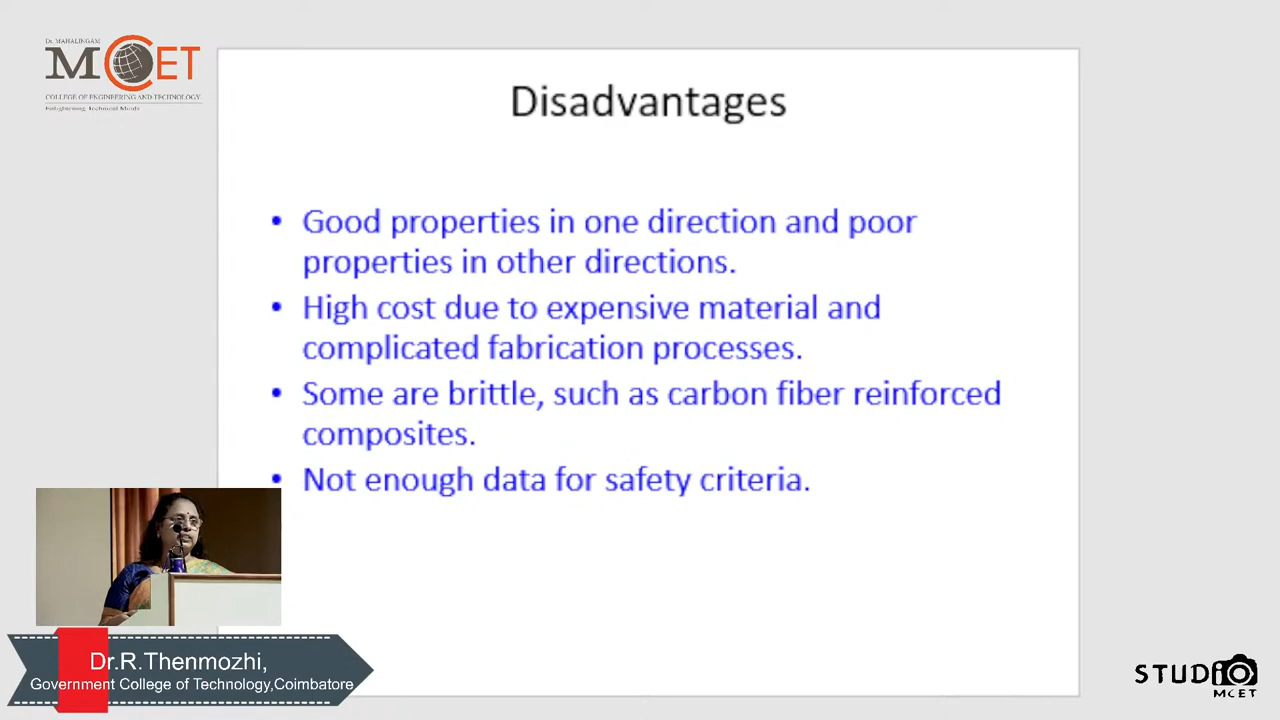 Dr. MAHALINGAM
MCET
COLLEGE OF ENGINEERING AND TECHNOLOGY
Enlightening Technical Minds
Disadvantages
• Good properties in one direction and poor
properties in other directions.
• High cost due to expensive material and
complicated fabrication processes.
• Some are brittle, such as carbon fiber reinforced
composites.
• Not enough data for safety criteria.
Dr.R.Thenmozhi,
Government College of Technology,Coimbatore
STUDIO
MCET